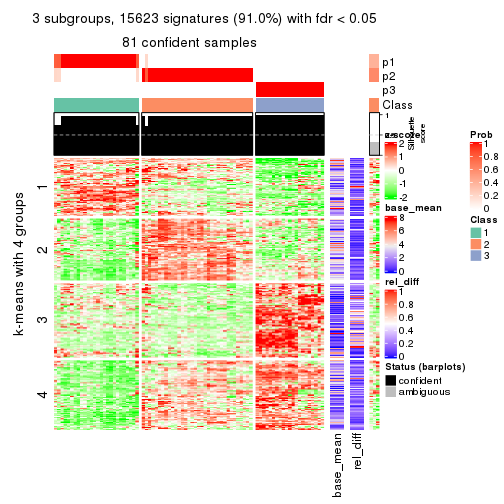 3 subgroups, 15623 signatures (91.0%) with fdr < 0.05
81 confident samples
p1
p2
p3
Class
1
Silhouette
score
z-score
2
1
0
-1
-2
Prob
1
0.8
0.6
0.4
0.2
0
base_mean
8
6
4
2
0
Class
1
2
3
rel_diff
1
0.8
0.6
0.4
0.2
0
Status (barplots)
confident
ambiguous
k-means with 4 groups
1
2
3
4
base_mean
rel_diff